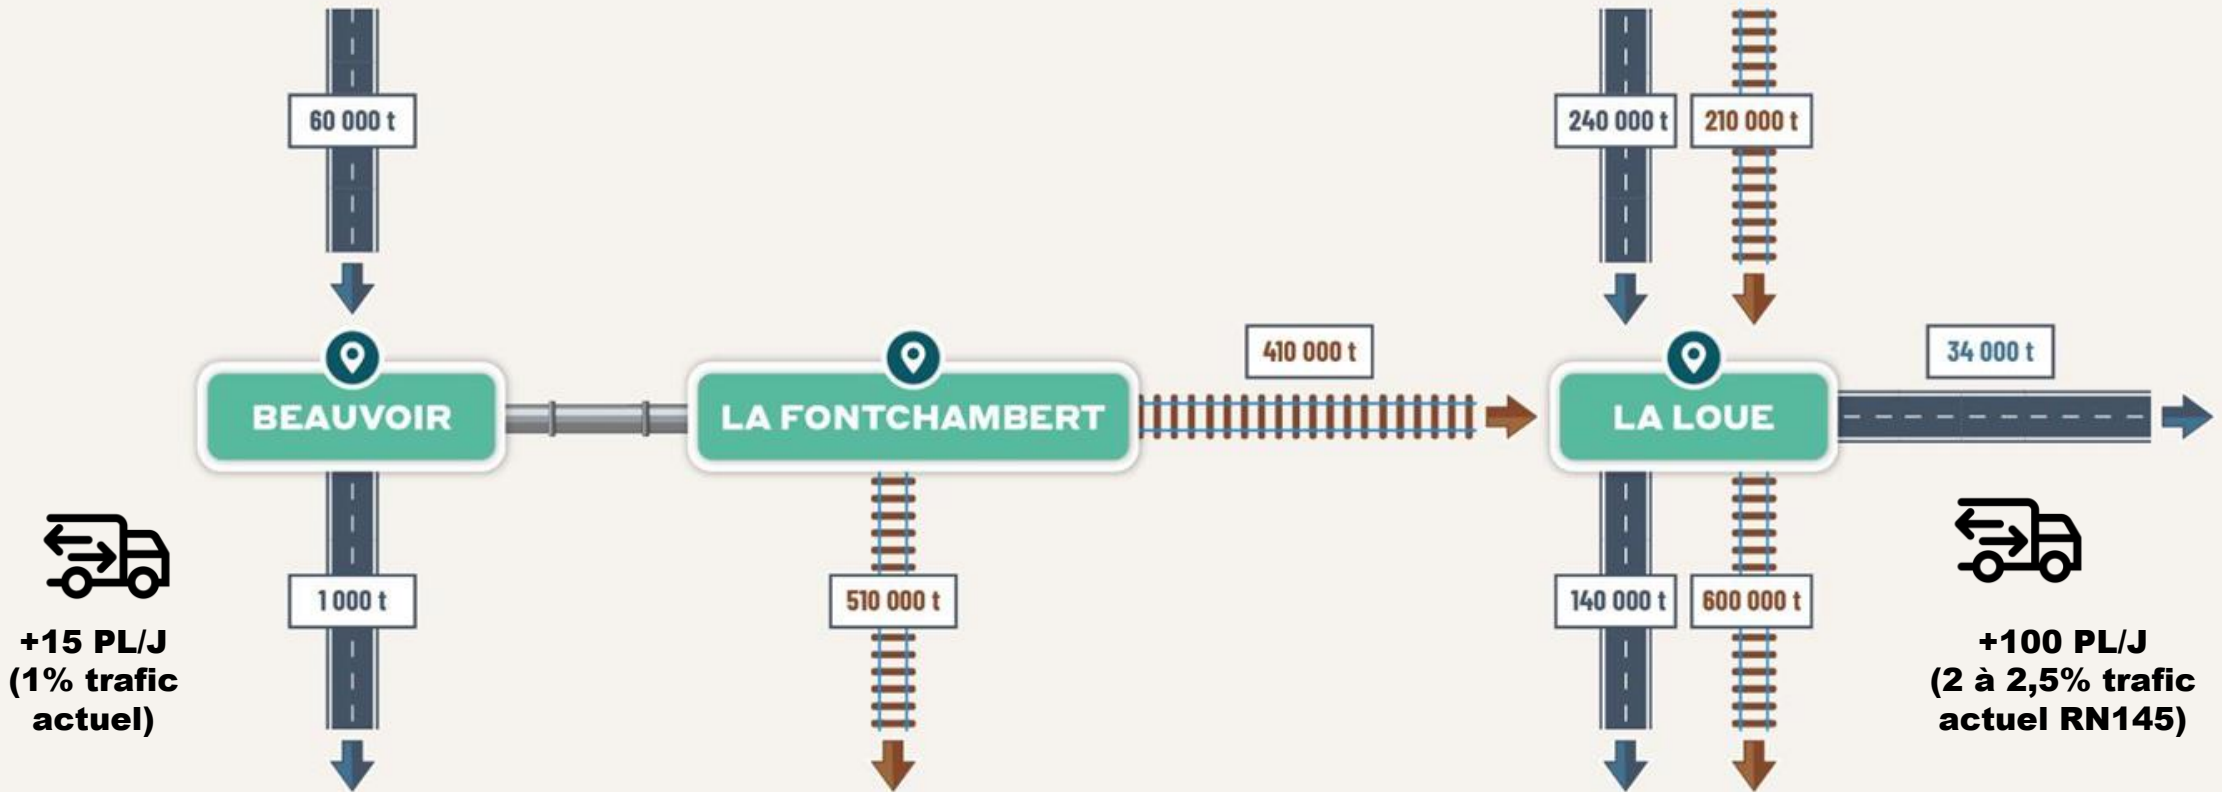 60 000 t
240 000 t
210 000 t
410 000 t
34 000 t
BEAUVOIR
LA FONTCHAMBERT
LA LOUE
1 000 t
510 000 t
140 000 t
600 000 t
+15 PL/J
(1% trafic
actuel)
+100 PL/J
(2 à 2,5% trafic
actuel RN145)